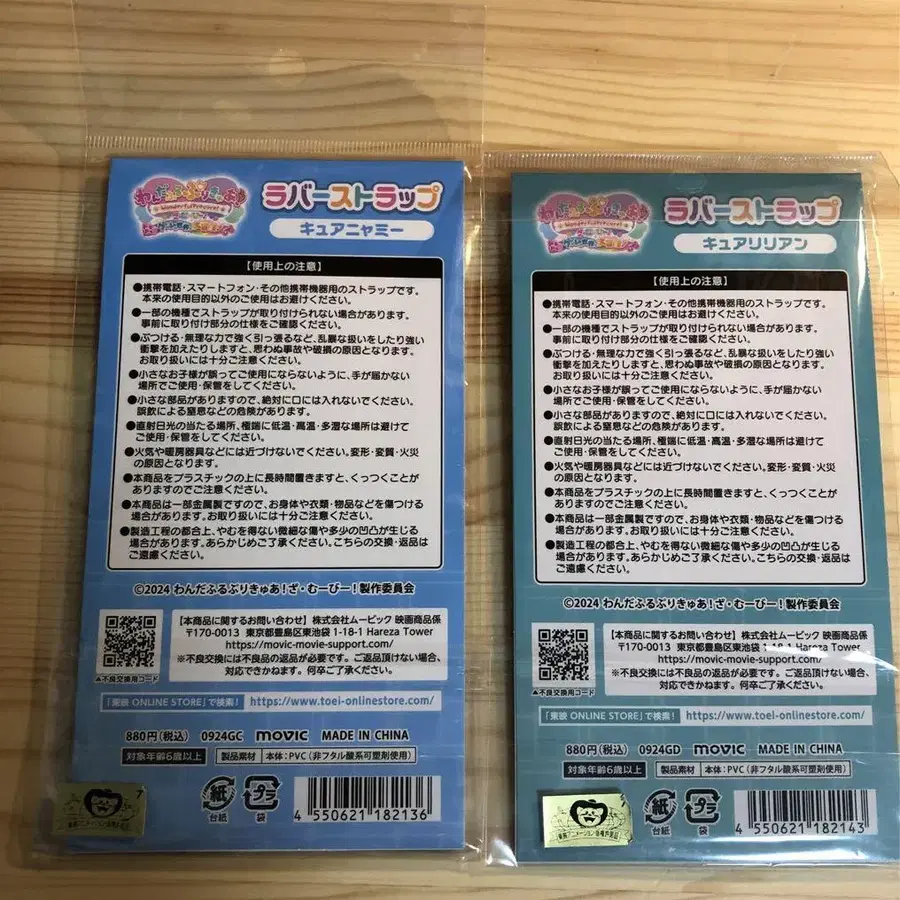 わんだふるぷりきゅあ!
Wonderful Precure!
ラバーストラップ
キュアニャミー
【使用上の注意】
●携帯電話・スマートフォン・その他携帯機器用のストラップです。
本来の使用目的以外のご使用はお避けください。
●一部の機種でストラップが取り付けられない場合があります。
事前に取り付け部分の仕様をご確認ください。
●ぶつける・無理な力で強く引っ張るなど、乱暴な扱いをしたり強い
衝撃を加えたりしますと、思わぬ事故や破損の原因となります。
お取り扱いには十分ご注意ください。
●小さなお子様が誤ってご使用にならないように、手が届かない
場所でご使用・保管をしてください。
●小さな部品がありますので、絶対に口には入れないでください。
誤飲による窒息などの危険があります。
●直射日光の当たる場所、極端に低温・高温・多湿な場所は避けて
ご使用・保管をしてください。
●火気や暖房器具などには近づけないでください。変形・変質・火災
の原因となります。
●本商品をプラスチックの上に長時間置きますと、くっつくことが
ありますのでご注意ください。
●本商品は一部金属製ですので、お身体や衣類・物品などを傷つける
場合があります。お取り扱いには十分ご注意ください。
●製造工程の都合上、やむを得ない微細な傷や多少の凹凸が生じる
場合があります。あらかじめご了承ください。こちらの交換・返品は
ご遠慮ください。
©2024 わんだふるぷりきゅあ!ざ・むーびー!製作委員会
【本商品に関するお問い合わせ】株式会社ムービック 映画商品係
〒170-0013 東京都豊島区東池袋 1-18-1 Hareza Tower
https://movic-movie-support.com/
※不良交換には不良品の返品が必要です。ご返品頂けない場合、
対応できかねます。何卒ご了承ください。
▲不良交換用コード
「東映 ONLINE STORE」で検索!
https://www.toei-onlinestore.com/
880円(税込) 0924GC movic MADE IN CHINA
対象年齢6歳以上 製品素材 本体:PVC(非フタル酸系可塑剤使用)
紙 プラ
台紙 袋
4 550621 182136
わんだふるぷりきゅあ!
Wonderful Precure!
ラバーストラップ
キュアリリアン
【使用上の注意】
●携帯電話・スマートフォン・その他携帯機器用のストラップです。
本来の使用目的以外のご使用はお避けください。
●一部の機種でストラップが取り付けられない場合があります。
事前に取り付け部分の仕様をご確認ください。
●ぶつける・無理な力で強く引っ張るなど、乱暴な扱いをしたり強い
衝撃を加えたりしますと、思わぬ事故や破損の原因となります。
お取り扱いには十分ご注意ください。
●小さなお子様が誤ってご使用にならないように、手が届かない
場所でご使用・保管をしてください。
●小さな部品がありますので、絶対に口には入れないでください。
誤飲による窒息などの危険があります。
●直射日光の当たる場所、極端に低温・高温・多湿な場所は避けて
ご使用・保管をしてください。
●火気や暖房器具などには近づけないでください。変形・変質・火災
の原因となります。
●本商品をプラスチックの上に長時間置きますと、くっつくことが
ありますのでご注意ください。
●本商品は一部金属製ですので、お身体や衣類・物品などを傷つける
場合があります。お取り扱いには十分ご注意ください。
●製造工程の都合上、やむを得ない微細な傷や多少の凹凸が生じる
場合があります。あらかじめご了承ください。こちらの交換・返品は
ご遠慮ください。
©2024 わんだふるぷりきゅあ!ざ・むーびー!製作委員会
【本商品に関するお問い合わせ】株式会社ムービック 映画商品係
〒170-0013 東京都豊島区東池袋 1-18-1 Hareza Tower
https://movic-movie-support.com/
※不良交換には不良品の返品が必要です。ご返品頂けない場合、
対応できかねます。何卒ご了承ください。
▲不良交換用コード
「東映 ONLINE STORE」で検索!
https://www.toei-onlinestore.com/
880円(税込) 0924GD movic MADE IN CHINA
対象年齢6歳以上 製品素材 本体:PVC(非フタル酸系可塑剤使用)
紙 プラ
台紙 袋
4 550621 182143